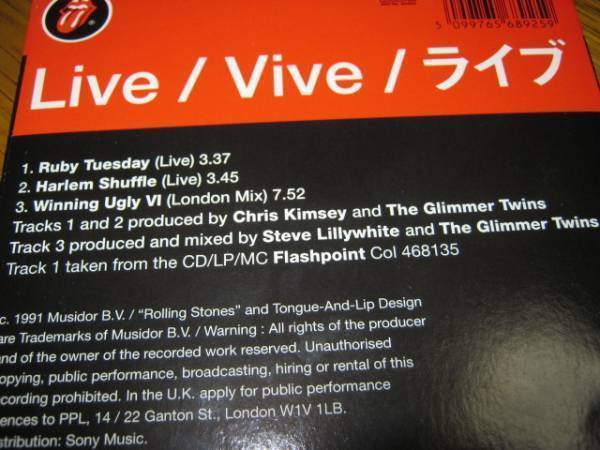 5 099765 689259
Live / Vive / ライブ
1. Ruby Tuesday (Live) 3.37
2. Harlem Shuffle (Live) 3.45
3. Winning Ugly VI (London Mix) 7.52
Tracks 1 and 2 produced by Chris Kimsey and The Glimmer Twins
Track 3 produced and mixed by Steve Lillywhite and The Glimmer Twins
Track 1 taken from the CD/LP/MC Flashpoint Col 468135
c. 1991 Musidor B.V. / "Rolling Stones" and Tongue-And-Lip Design
are Trademarks of Musidor B.V. / Warning : All rights of the producer
and of the owner of the recorded work reserved. Unauthorised
opying, public performance, broadcasting, hiring or rental of this
cording prohibited. In the U.K. apply for public performance
ences to PPL, 14 / 22 Ganton St., London W1V 1LB.
stribution: Sony Music.